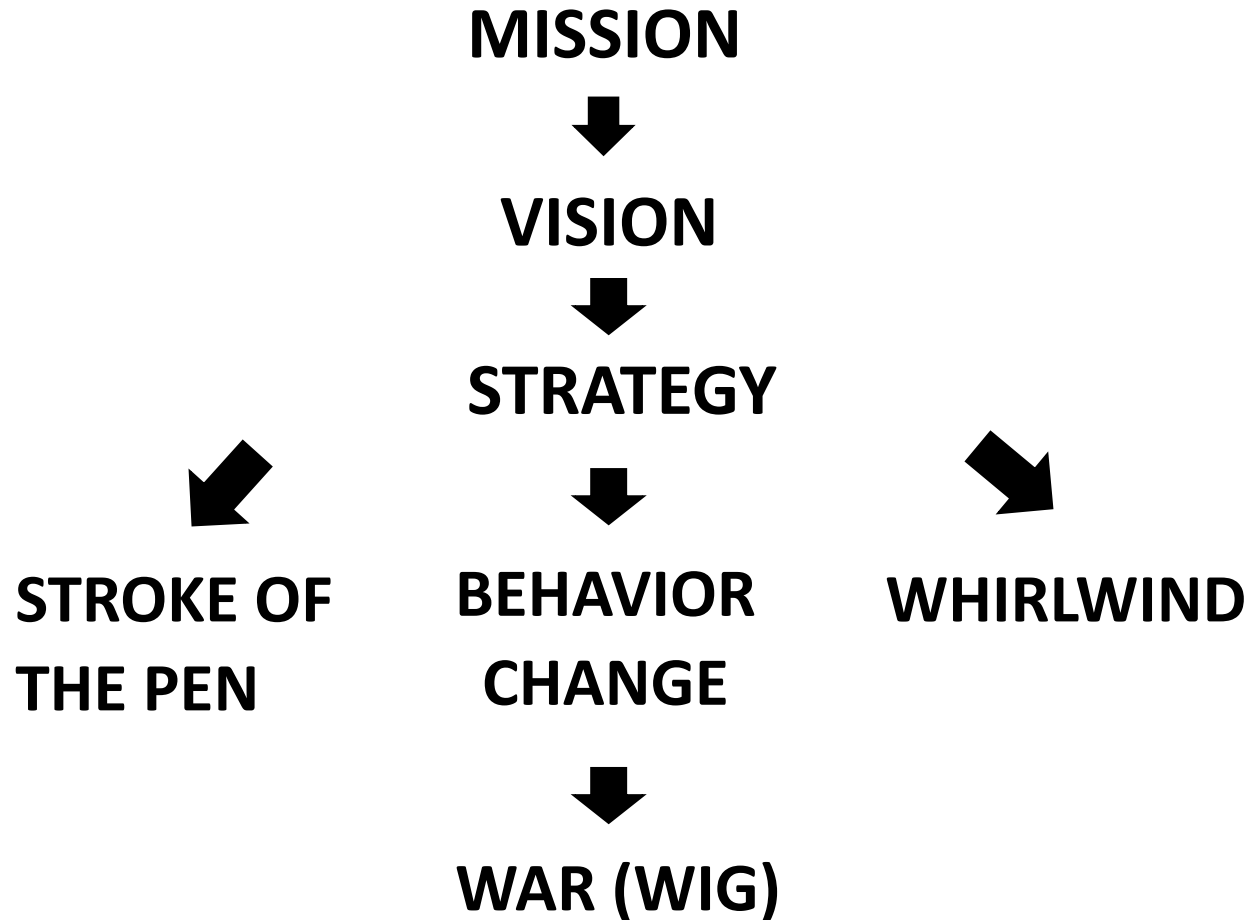 MISSION
VISION
STRATEGY
STROKE OF
THE PEN
BEHAVIOR
CHANGE
WHIRLWIND
WAR (WIG)